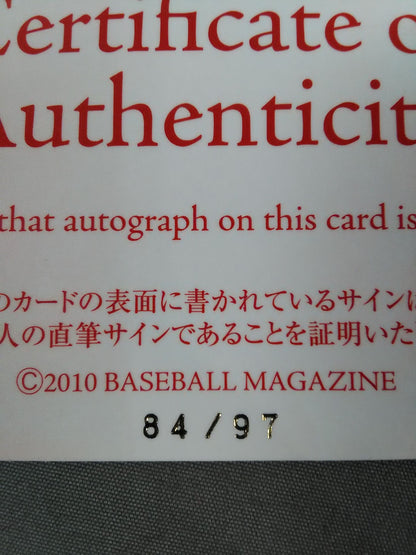 Certificate o
Authenticit
that autograph on this card is
のカードの表面に書かれているサインに
人の直筆サインであることを証明いた
©2010 BASEBALL MAGAZINE
84/97